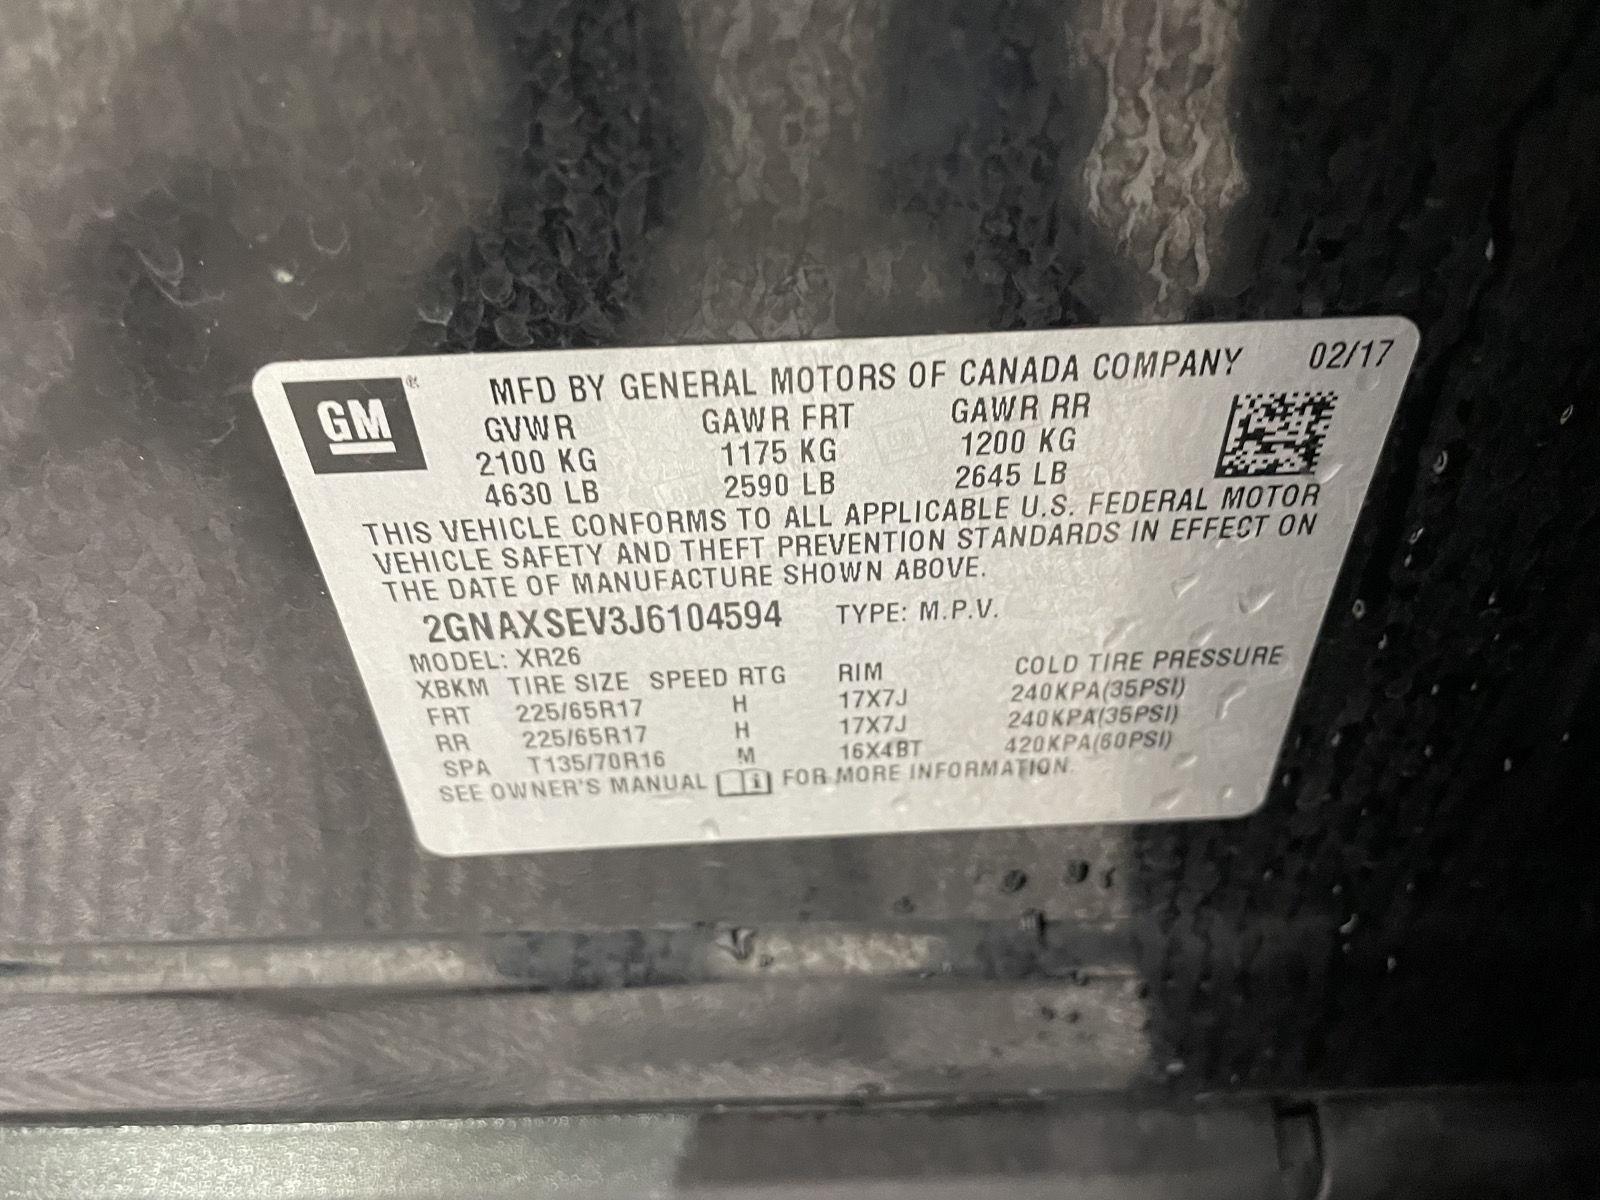 GM ® MFD BY GENERAL MOTORS OF CANADA COMPANY 02/17
GVWR GAWR FRT GAWR RR
2100 KG 1175 KG 1200 KG
4630 LB 2590 LB 2645 LB
THIS VEHICLE CONFORMS TO ALL APPLICABLE U.S. FEDERAL MOTOR
VEHICLE SAFETY AND THEFT PREVENTION STANDARDS IN EFFECT ON
THE DATE OF MANUFACTURE SHOWN ABOVE.
2GNAXSEV3J6104594 TYPE: M.P.V.
MODEL: XR26
XBKM TIRE SIZE SPEED RTG RIM COLD TIRE PRESSURE
FRT 225/65R17 H 17X7J 240KPA(35PSI)
RR 225/65R17 H 17X7J 240KPA(35PSI)
SPA T135/70R16 M 16X4BT 420KPA(60PSI)
SEE OWNER'S MANUAL FOR MORE INFORMATION.